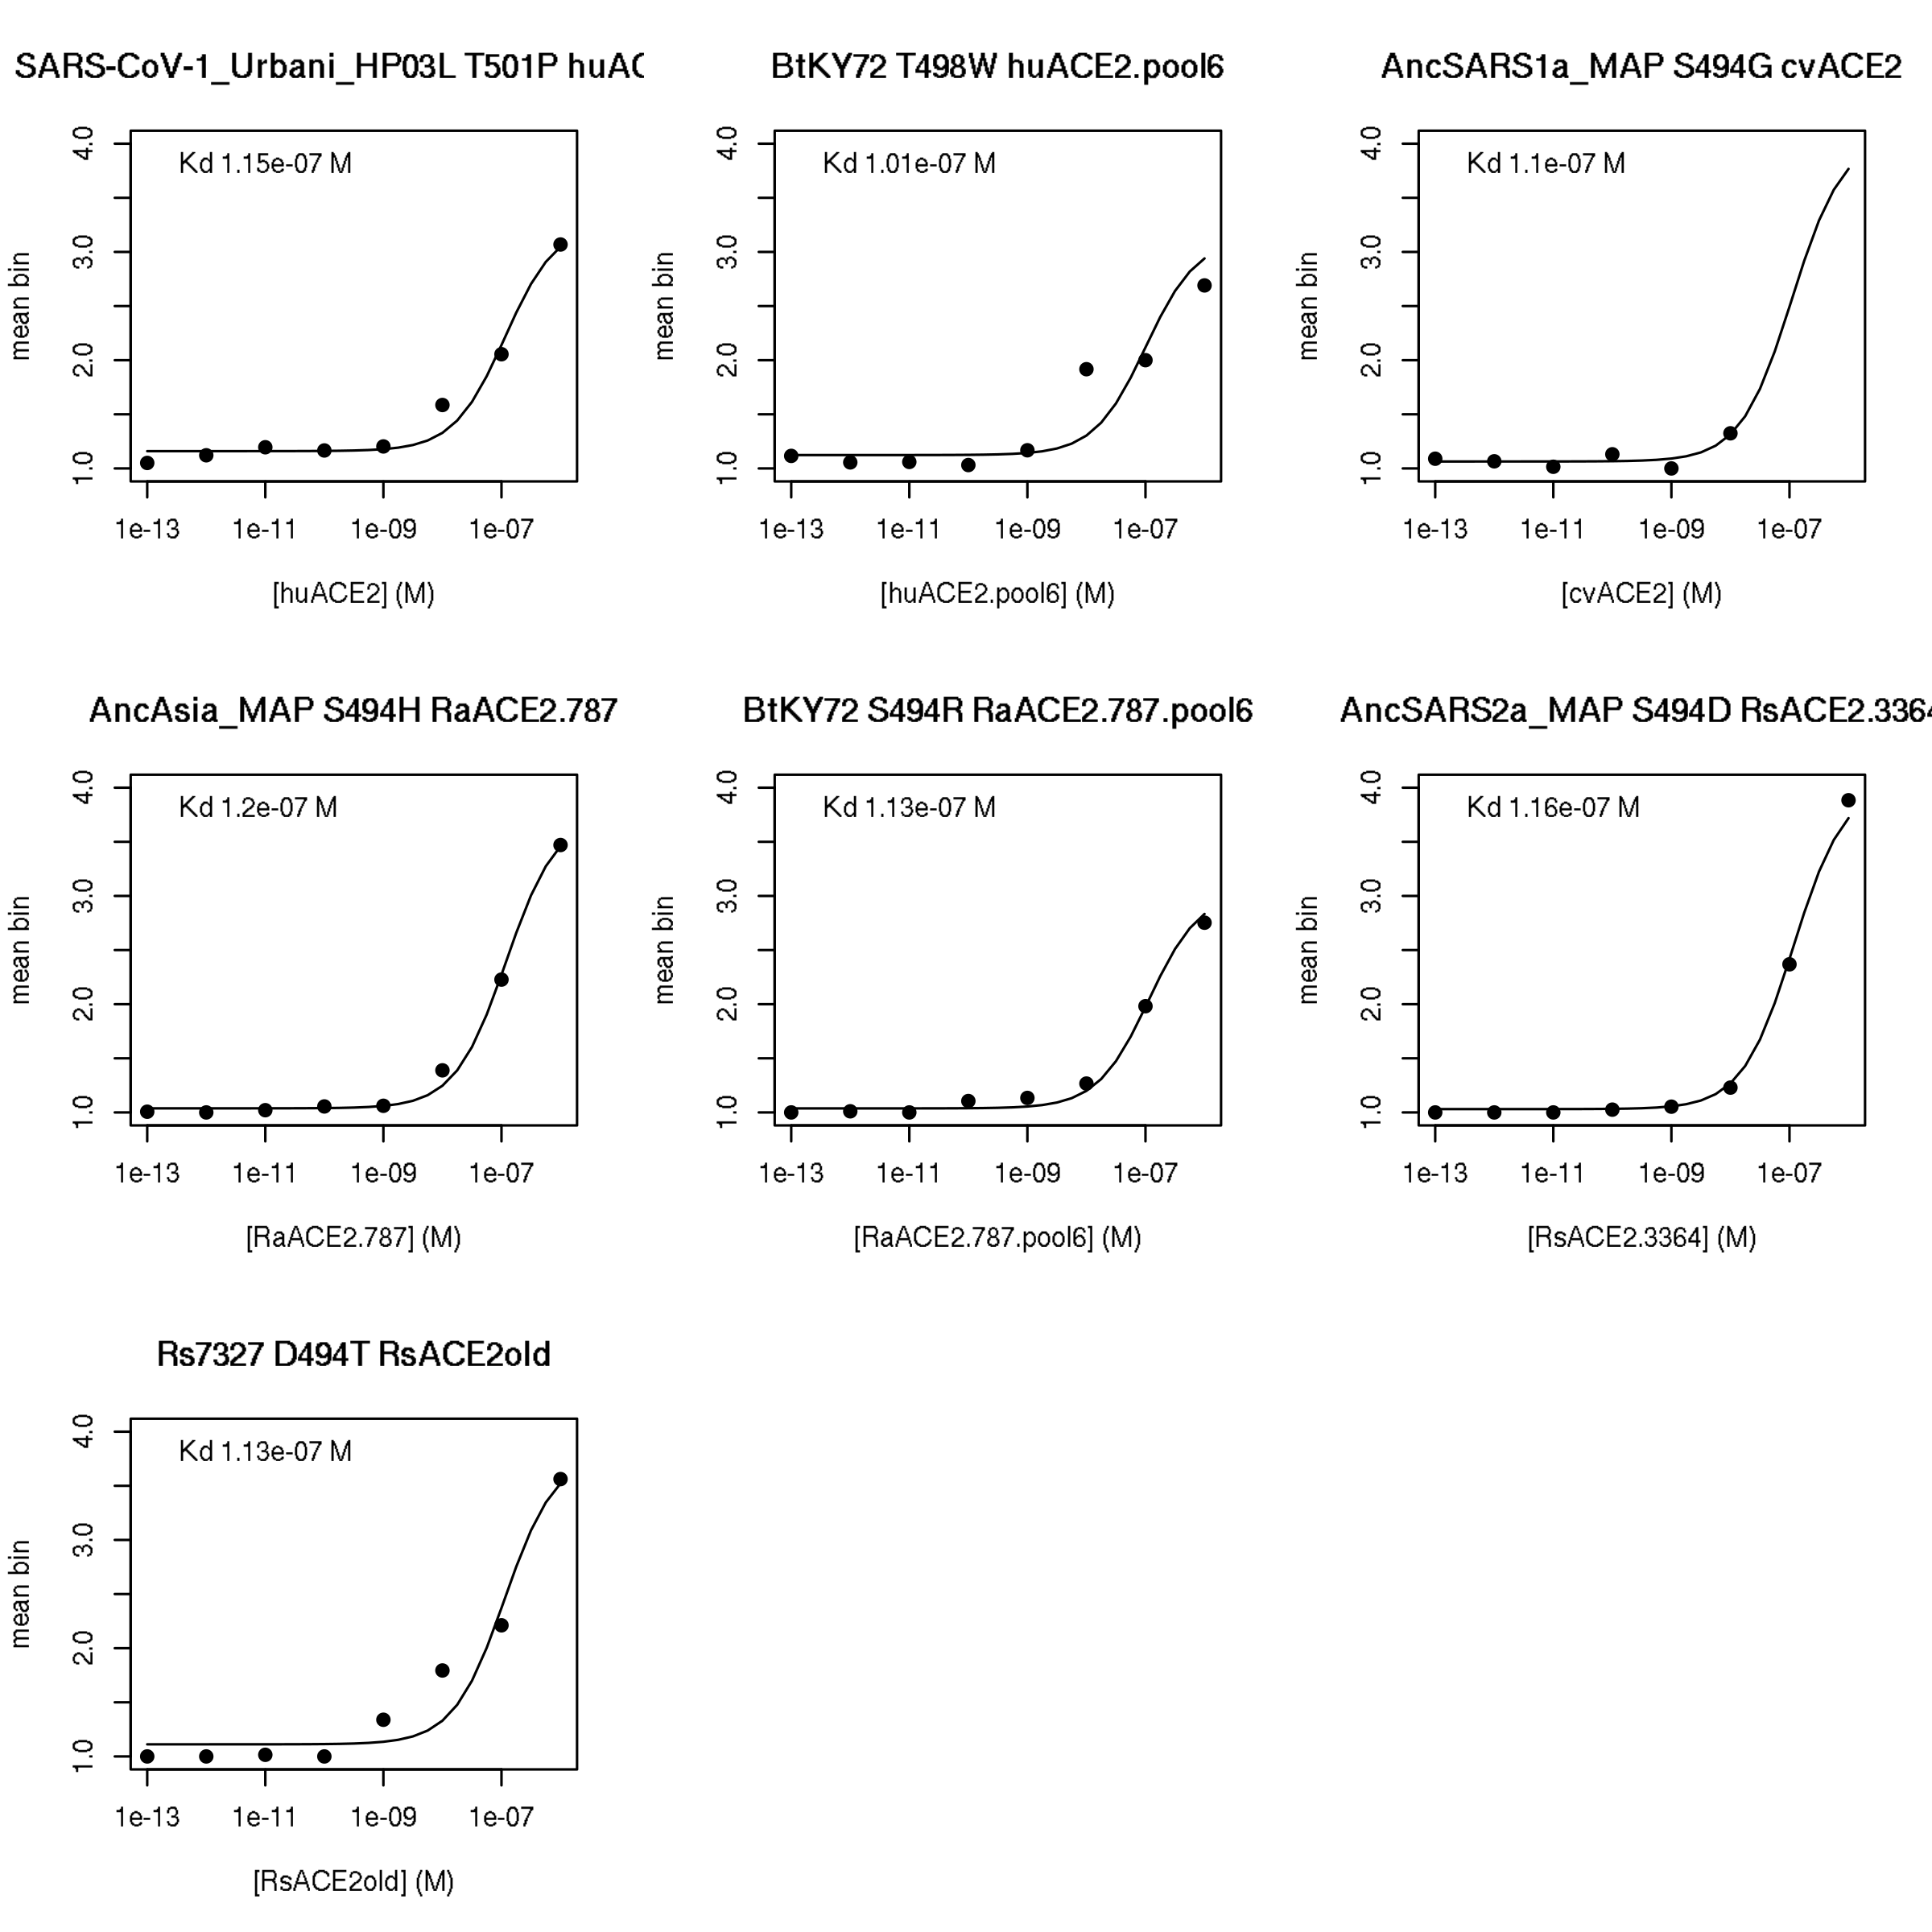 SARS-CoV-1_Urbani_HP03L T501P huAC
Kd 1.15e-07 M
mean bin
4.0
3.0
2.0
1.0
1e-13 1e-11 1e-09 1e-07
[huACE2] (M)
BtKY72 T498W huACE2.pool6
Kd 1.01e-07 M
mean bin
4.0
3.0
2.0
1.0
1e-13 1e-11 1e-09 1e-07
[huACE2.pool6] (M)
AncSARS1a_MAP S494G cvACE2
Kd 1.1e-07 M
mean bin
4.0
3.0
2.0
1.0
1e-13 1e-11 1e-09 1e-07
[cvACE2] (M)
AncAsia_MAP S494H RaACE2.787
Kd 1.2e-07 M
mean bin
4.0
3.0
2.0
1.0
1e-13 1e-11 1e-09 1e-07
[RaACE2.787] (M)
BtKY72 S494R RaACE2.787.pool6
Kd 1.13e-07 M
mean bin
4.0
3.0
2.0
1.0
1e-13 1e-11 1e-09 1e-07
[RaACE2.787.pool6] (M)
AncSARS2a_MAP S494D RsACE2.3364
Kd 1.16e-07 M
mean bin
4.0
3.0
2.0
1.0
1e-13 1e-11 1e-09 1e-07
[RsACE2.3364] (M)
Rs7327 D494T RsACE2old
Kd 1.13e-07 M
mean bin
4.0
3.0
2.0
1.0
1e-13 1e-11 1e-09 1e-07
[RsACE2old] (M)